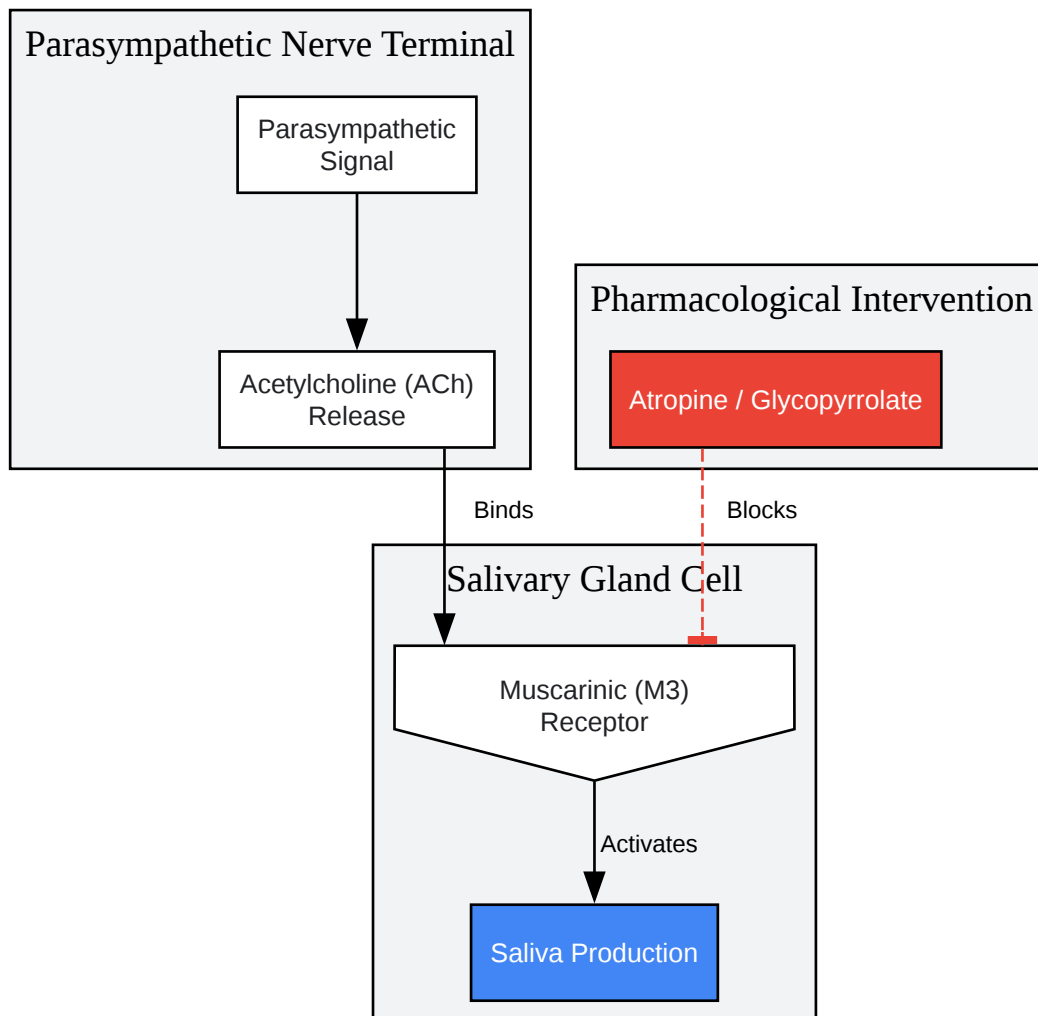 Parasympathetic Nerve Terminal
Parasympathetic
Signal
Pharmacological Intervention
Acetylcholine (ACh)
Release
Atropine / Glycopyrrolate
Binds
Blocks
Salivary Gland Cell
Muscarinic (M3)
Receptor
Activates
Saliva Production